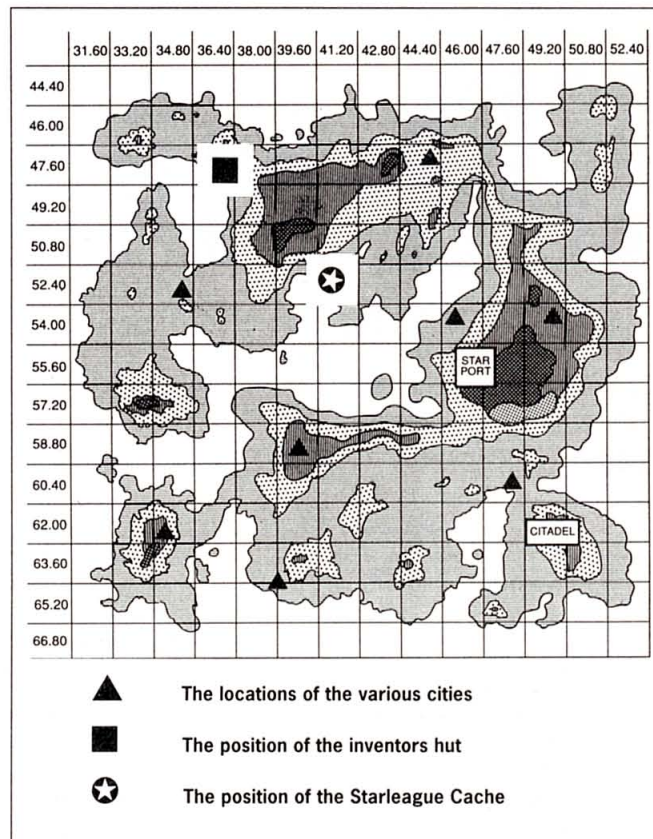 31.60 33.20 34.80 36.40 38.00 39.60 41.20 42.80 44.40 46.00 47.60 49.20 50.80 52.40
44.40
46.00
47.60
49.20
50.80
52.40
54.00
55.60
57.20
58.80
60.40
62.00
63.60
65.20
66.80
STAR
PORT
CITADEL
The locations of the various cities
The position of the inventors hut
The position of the Starleague Cache